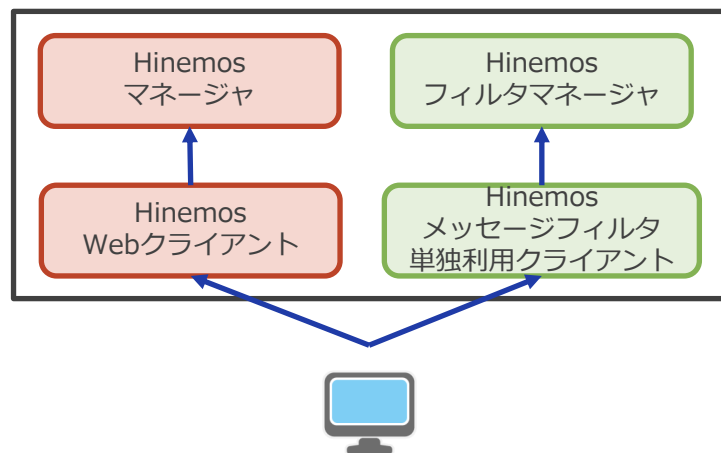 Hinemos
マネージャ
Hinemos
フィルタマネージャ
Hinemos
Webクライアント
Hinemos
メッセージフィルタ
単独利用クライアント